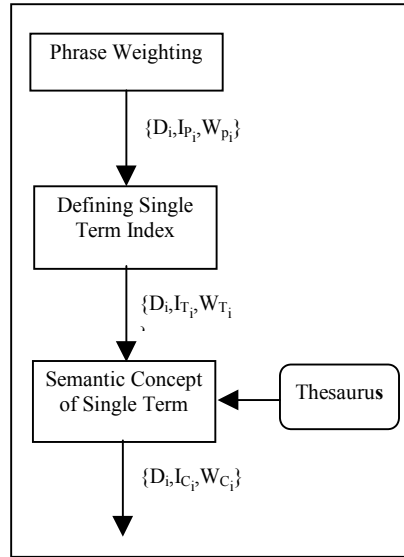 Phrase Weighting
{Di,IPi,Wpi}
Defining Single
Term Index
{Di,ITi,WTi
}
Semantic Concept
of Single Term
Thesaurus
{Di,ICi,WCi}